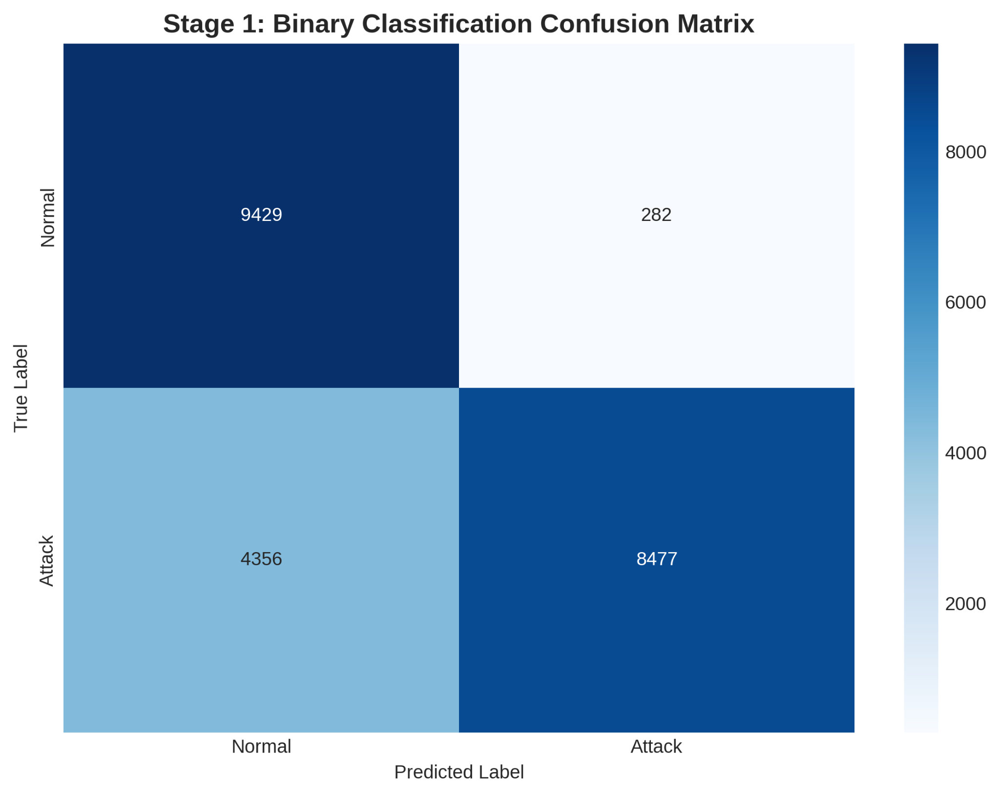 Stage 1: Binary Classification Confusion Matrix
Normal
9429
282
True Label
Attack
4356
8477
Normal
Attack
Predicted Label
8000
6000
4000
2000